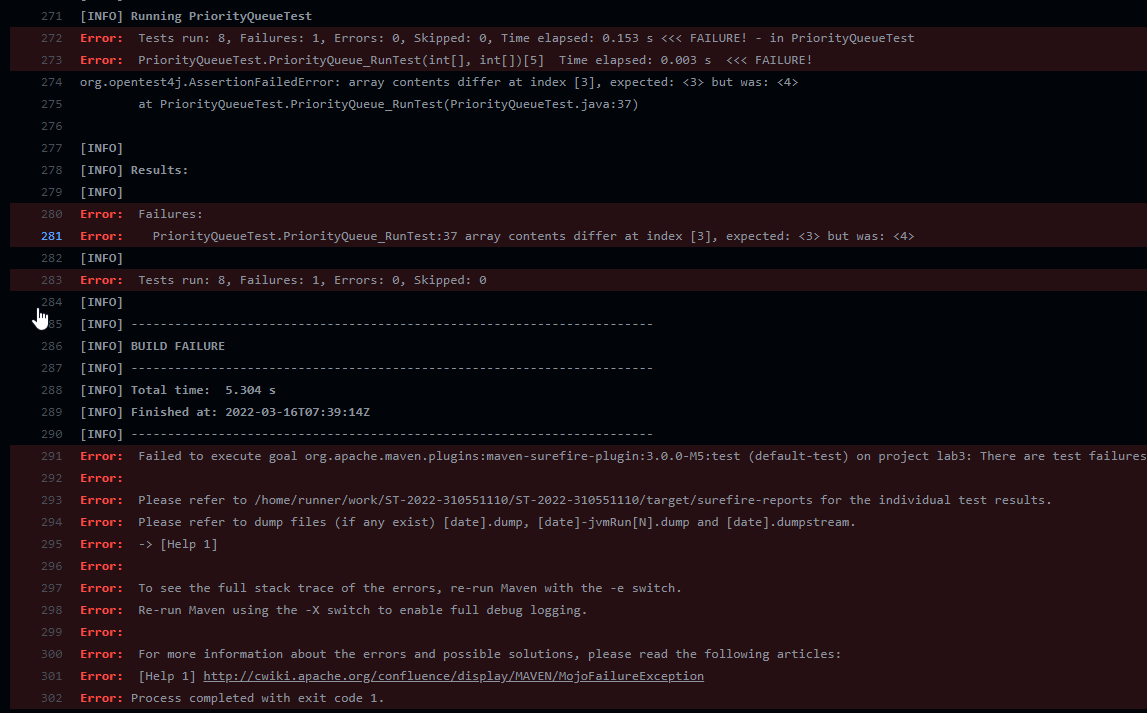 271 [INFO] Running PriorityQueueTest
272 Error:  Tests run: 8, Failures: 1, Errors: 0, Skipped: 0, Time elapsed: 0.153 s <<< FAILURE! - in PriorityQueueTest
273 Error:  PriorityQueueTest.PriorityQueue_RunTest(int[], int[])[5]  Time elapsed: 0.003 s  <<< FAILURE!
274 org.opentest4j.AssertionFailedError: array contents differ at index [3], expected: <3> but was: <4>
275         at PriorityQueueTest.PriorityQueue_RunTest(PriorityQueueTest.java:37)
276
277 [INFO]
278 [INFO] Results:
279 [INFO]
280 Error:  Failures:
281 Error:    PriorityQueueTest.PriorityQueue_RunTest:37 array contents differ at index [3], expected: <3> but was: <4>
282 [INFO]
283 Error:  Tests run: 8, Failures: 1, Errors: 0, Skipped: 0
284 [INFO]
85 [INFO] ------------------------------------------------------------------------
286 [INFO] BUILD FAILURE
287 [INFO] ------------------------------------------------------------------------
288 [INFO] Total time:  5.304 s
289 [INFO] Finished at: 2022-03-16T07:39:14Z
290 [INFO] ------------------------------------------------------------------------
291 Error:  Failed to execute goal org.apache.maven.plugins:maven-surefire-plugin:3.0.0-M5:test (default-test) on project lab3: There are test failures
292 Error:
293 Error:  Please refer to /home/runner/work/ST-2022-310551110/ST-2022-310551110/target/surefire-reports for the individual test results.
294 Error:  Please refer to dump files (if any exist) [date].dump, [date]-jvmRun[N].dump and [date].dumpstream.
295 Error:  -> [Help 1]
296 Error:
297 Error:  To see the full stack trace of the errors, re-run Maven with the -e switch.
298 Error:  Re-run Maven using the -X switch to enable full debug logging.
299 Error:
300 Error:  For more information about the errors and possible solutions, please read the following articles:
301 Error:  [Help 1] http://cwiki.apache.org/confluence/display/MAVEN/MojoFailureException
302 Error: Process completed with exit code 1.